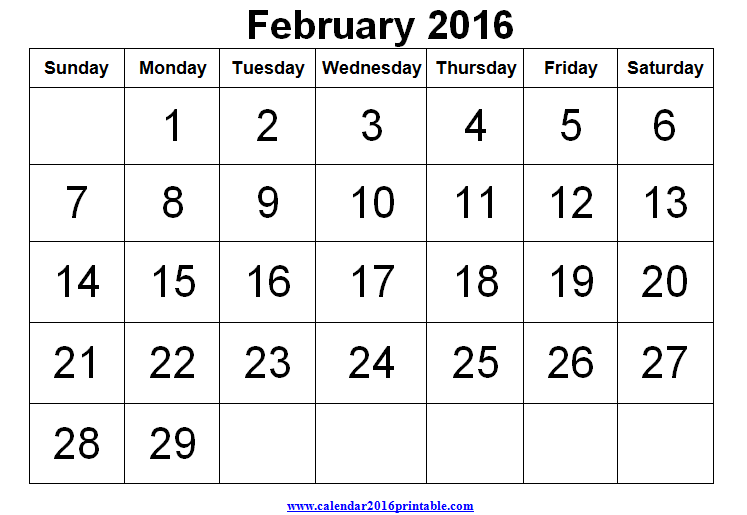 February 2016
Sunday Monday Tuesday Wednesday Thursday Friday Saturday
1 2 3 4 5 6
7 8 9 10 11 12 13
14 15 16 17 18 19 20
21 22 23 24 25 26 27
28 29
www.calendar2016printable.com